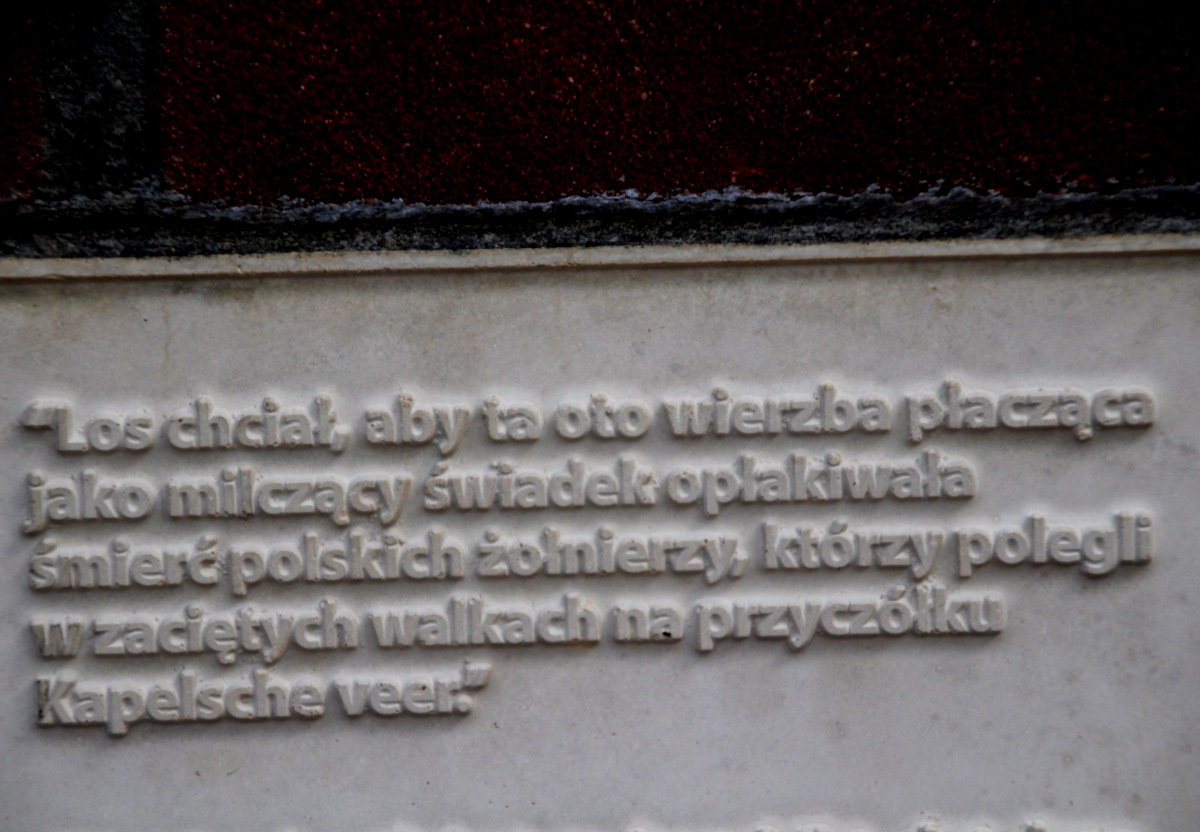 "Los chciał, aby ta oto wierzba płacząca
jako milczący świadek opłakiwała
śmierć polskich żołnierzy, którzy polegli
w zaciętych walkach na przyczółku
Kapelsche veer."